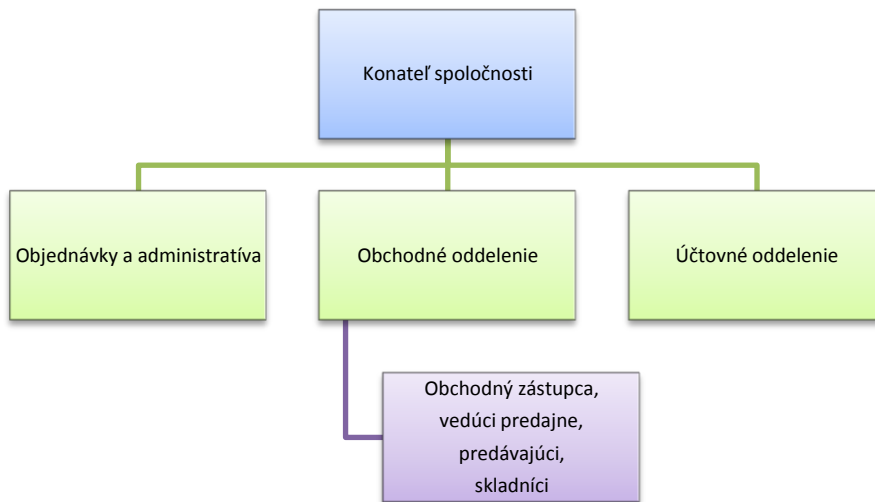 Konateľ spoločnosti
Objednávky a administratíva
Obchodné oddelenie
Účtovné oddelenie
Obchodný zástupca,
vedúci predajne,
predávajúci,
skladníci